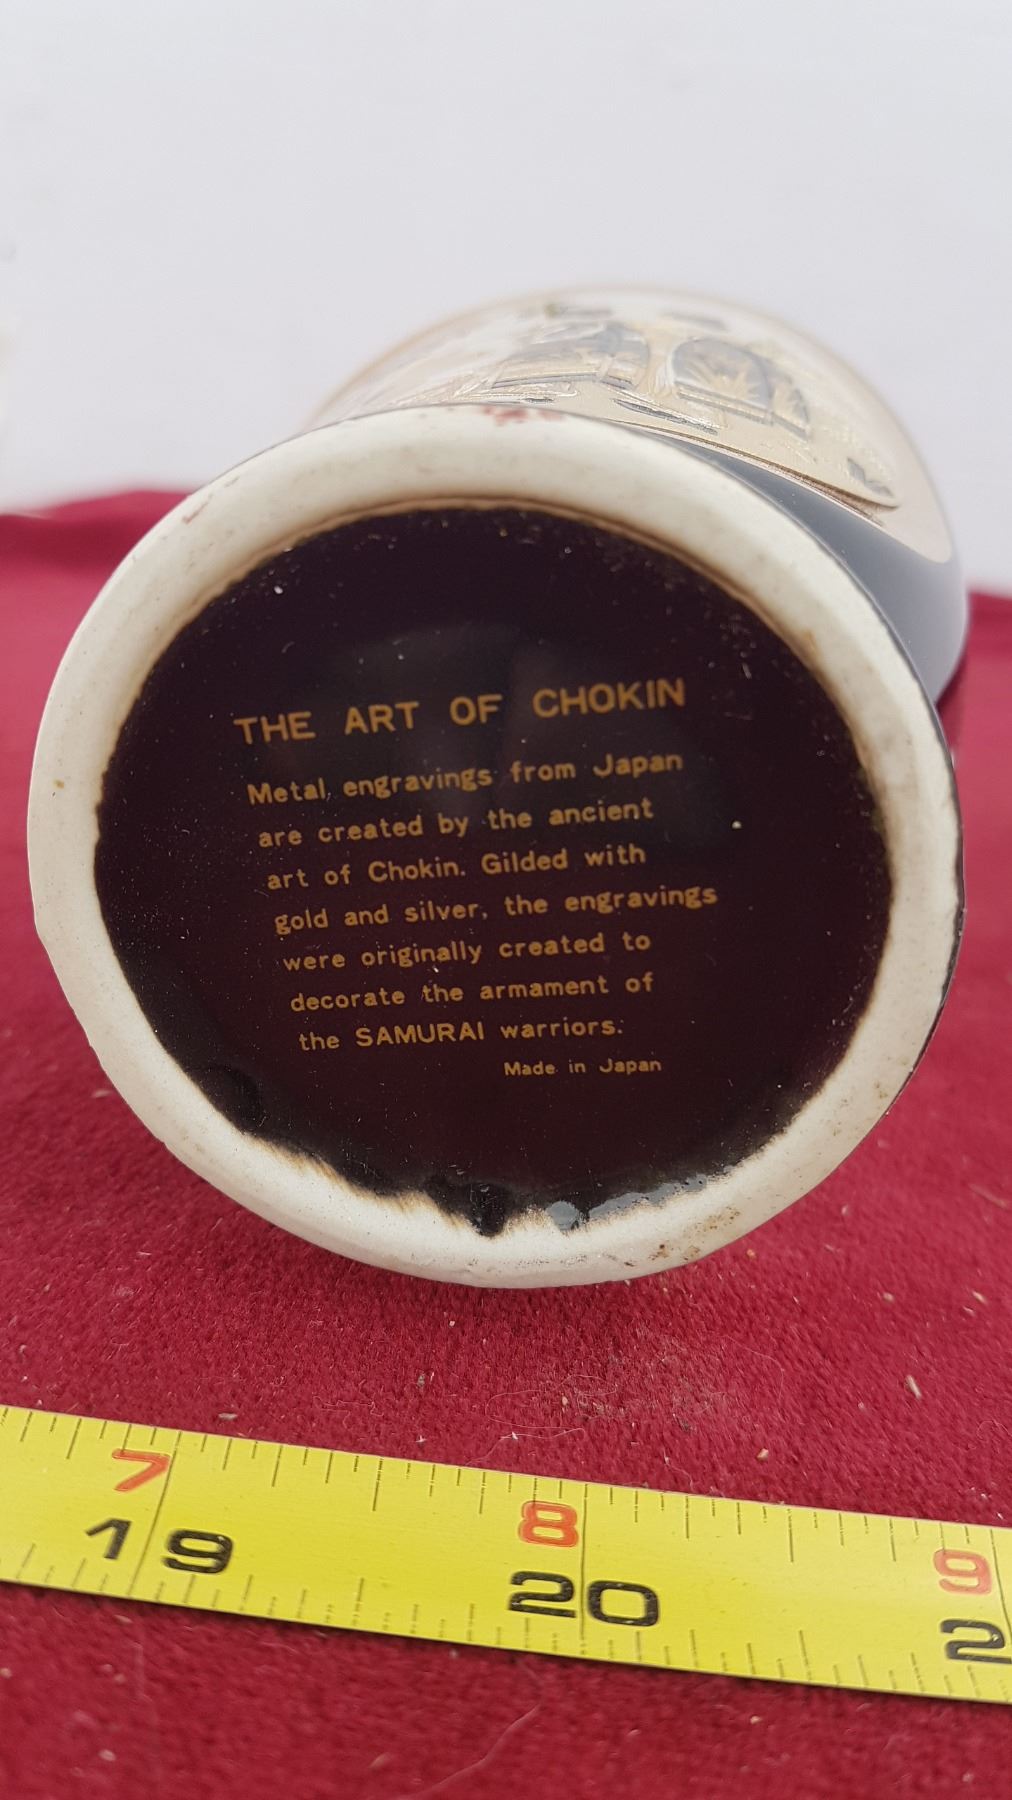 THE ART OF CHOKIN
Metal engravings from Japan
are created by the ancient
art of Chokin. Gilded with
gold and silver, the engravings
were originally created to
decorate the armament of
the SAMURAI warriors.
Made in Japan
7 8 9
19 20 2